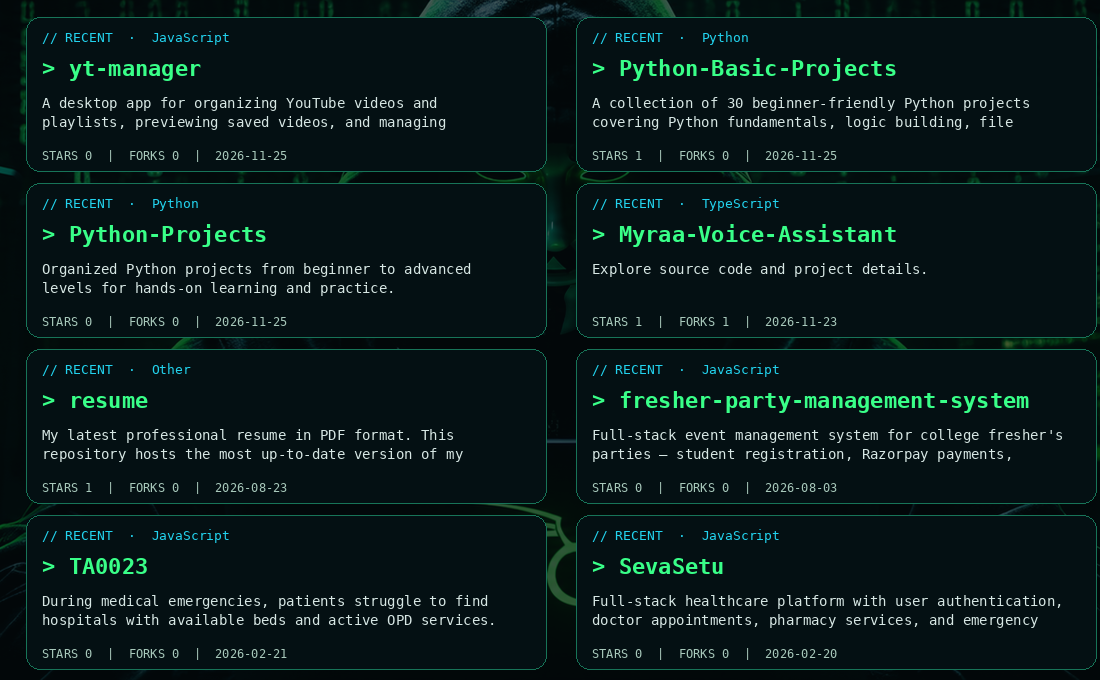 // RECENT · JavaScript
> yt-manager
A desktop app for organizing YouTube videos and
playlists, previewing saved videos, and managing
STARS 0 | FORKS 0 | 2026-11-25
// RECENT · Python
> Python-Basic-Projects
A collection of 30 beginner-friendly Python projects
covering Python fundamentals, logic building, file
STARS 1 | FORKS 0 | 2026-11-25
// RECENT · Python
> Python-Projects
Organized Python projects from beginner to advanced
levels for hands-on learning and practice.
STARS 0 | FORKS 0 | 2026-11-25
// RECENT · TypeScript
> Myraa-Voice-Assistant
Explore source code and project details.
STARS 1 | FORKS 1 | 2026-11-23
// RECENT · Other
> resume
My latest professional resume in PDF format. This
repository hosts the most up-to-date version of my
STARS 1 | FORKS 0 | 2026-08-23
// RECENT · JavaScript
> fresher-party-management-system
Full-stack event management system for college fresher's
parties — student registration, Razorpay payments,
STARS 0 | FORKS 0 | 2026-08-03
// RECENT · JavaScript
> TA0023
During medical emergencies, patients struggle to find
hospitals with available beds and active OPD services.
STARS 0 | FORKS 0 | 2026-02-21
// RECENT · JavaScript
> SevaSetu
Full-stack healthcare platform with user authentication,
doctor appointments, pharmacy services, and emergency
STARS 0 | FORKS 0 | 2026-02-20